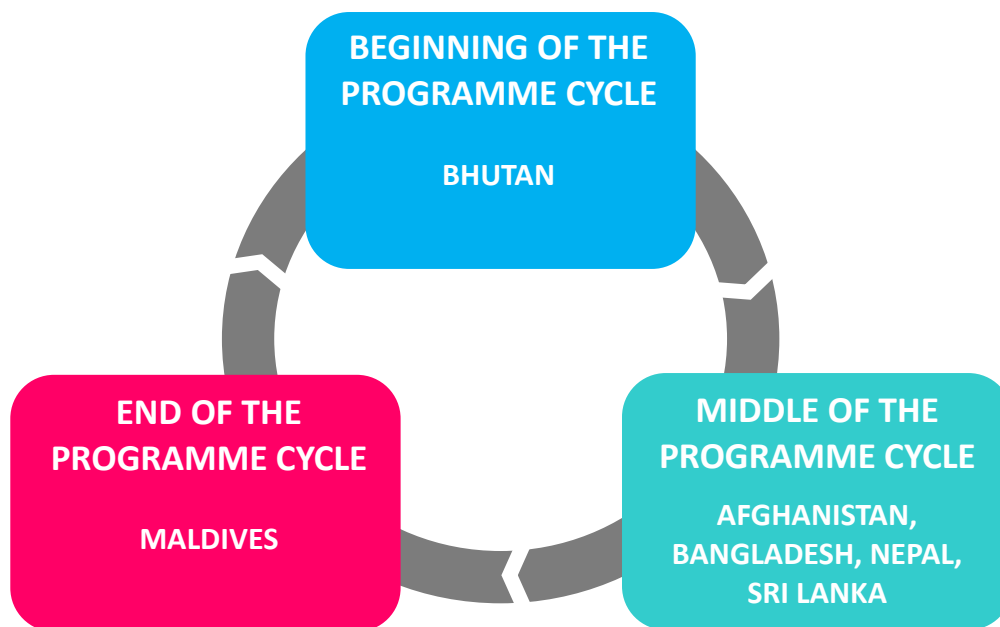 BEGINNING OF THE
PROGRAMME CYCLE
BHUTAN
END OF THE
PROGRAMME CYCLE
MALDIVES
MIDDLE OF THE
PROGRAMME CYCLE
AFGHANISTAN,
BANGLADESH, NEPAL,
SRI LANKA